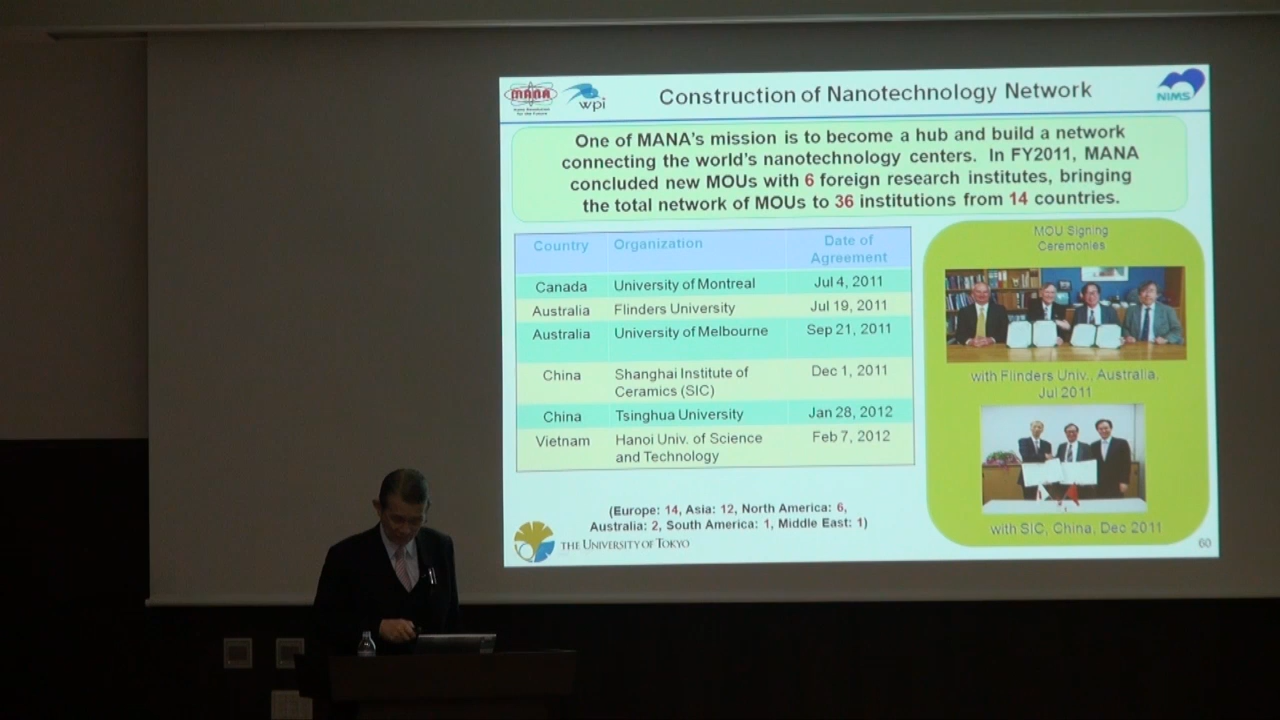 MANA
wpi
Construction of Nanotechnology Network
NIMS
One of MANA's mission is to become a hub and build a network
connecting the world's nanotechnology centers. In FY2011, MANA
concluded new MOUs with 6 foreign research institutes, bringing
the total network of MOUs to 36 institutions from 14 countries.
Country Organization Date of
Agreement
Canada University of Montreal Jul 4, 2011
Australia Flinders University Jul 19, 2011
Australia University of Melbourne Sep 21, 2011
China Shanghai Institute of Dec 1, 2011
Ceramics (SIC)
China Tsinghua University Jan 28, 2012
Vietnam Hanoi Univ. of Science Feb 7, 2012
and Technology
MOU Signing
Ceremonies
with Flinders Univ., Australia,
Jul 2011
with SIC, China, Dec 2011
(Europe: 14, Asia: 12, North America: 6,
Australia: 2, South America: 1, Middle East: 1)
THE UNIVERSITY OF TOKYO
60